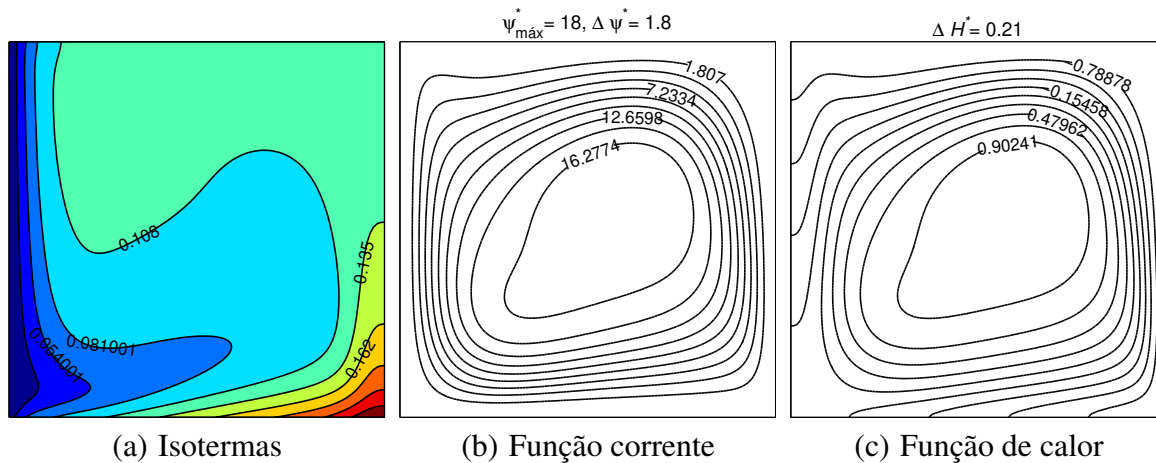 ψ*máx = 18, Δ ψ* = 1.8
Δ H* = 0.21
0.108
0.135
0.081001
0.054001
0.162
1.807
7.2334
12.6598
16.2774
-0.78878
-0.15458
0.47962
0.90241
(a) Isotermas
(b) Função corrente
(c) Função de calor